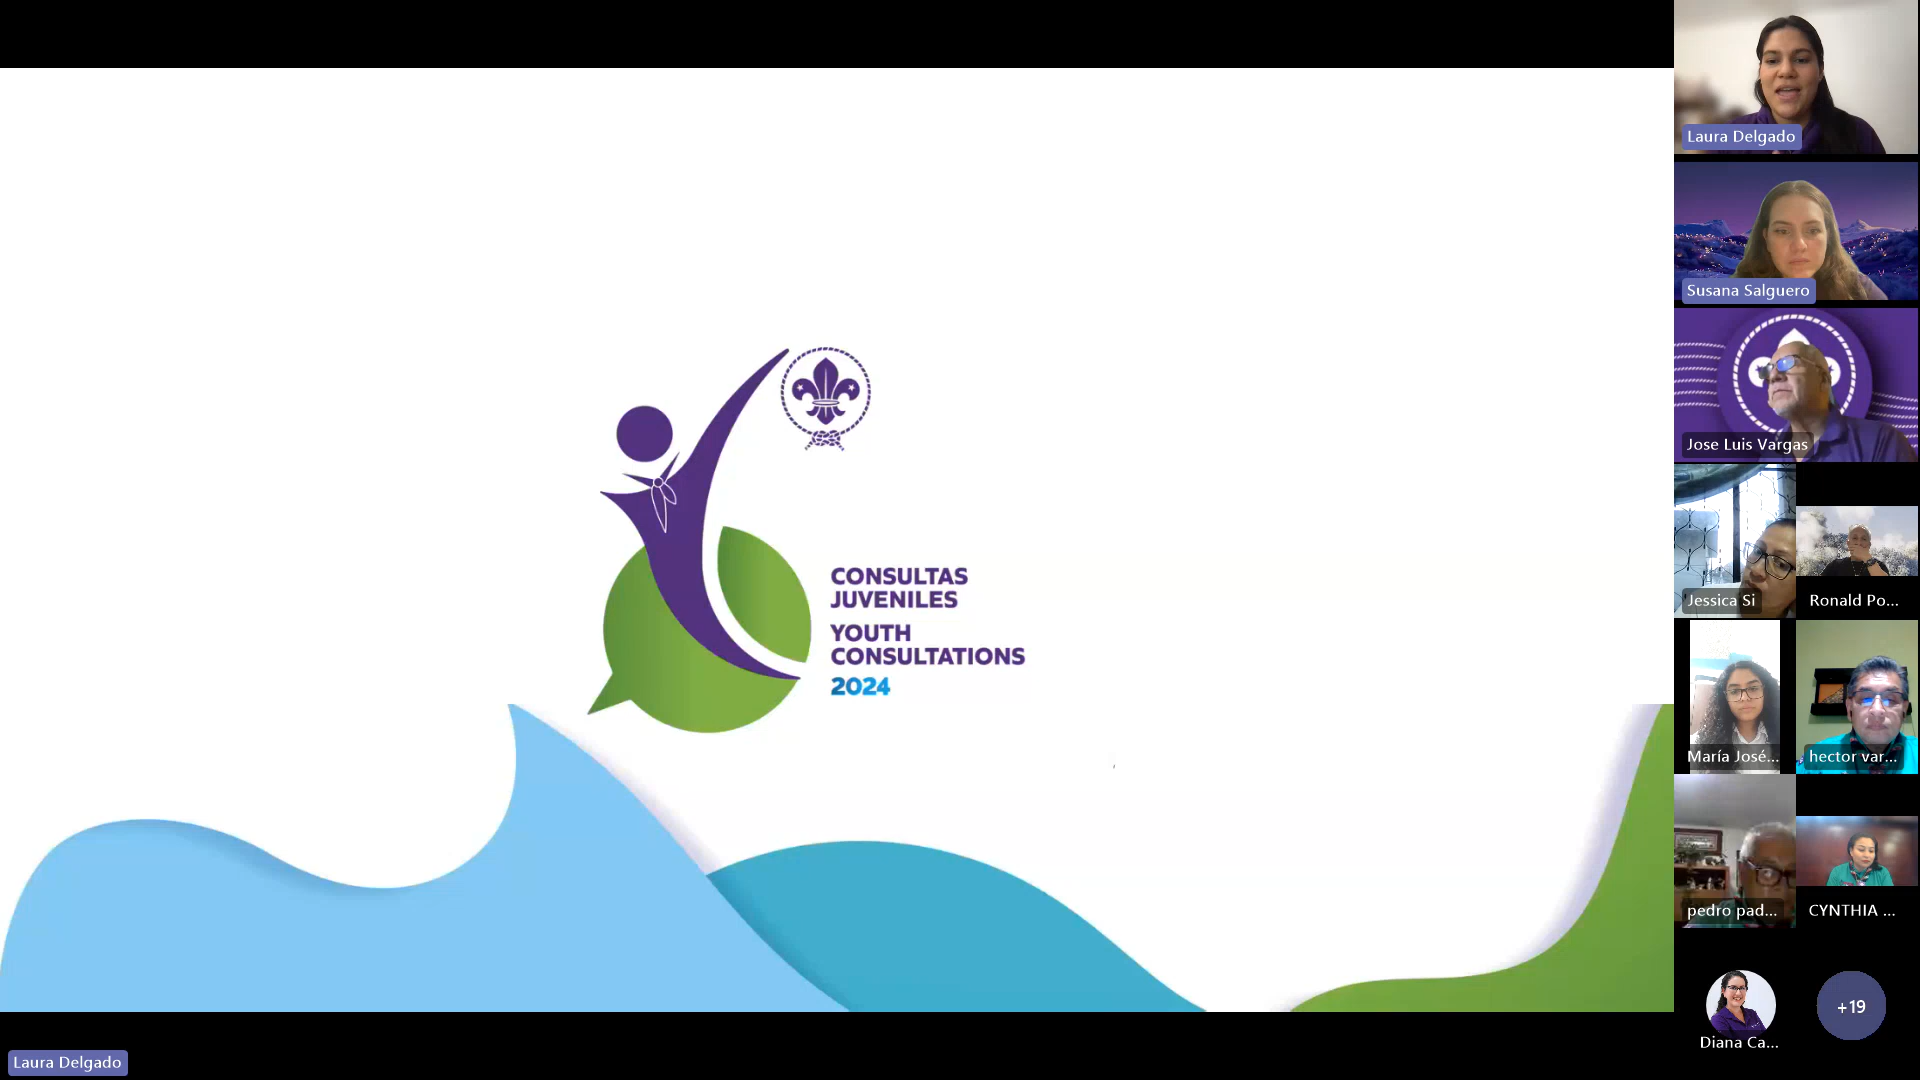 CONSULTAS
JUVENILES
YOUTH
CONSULTATIONS
2024
Laura Delgado
Susana Salguero
Jose Luis Vargas
Jessica Si
Ronald Po...
María José...
hector var...
pedro pad...
CYNTHIA ...
Diana Ca...
+19
Laura Delgado